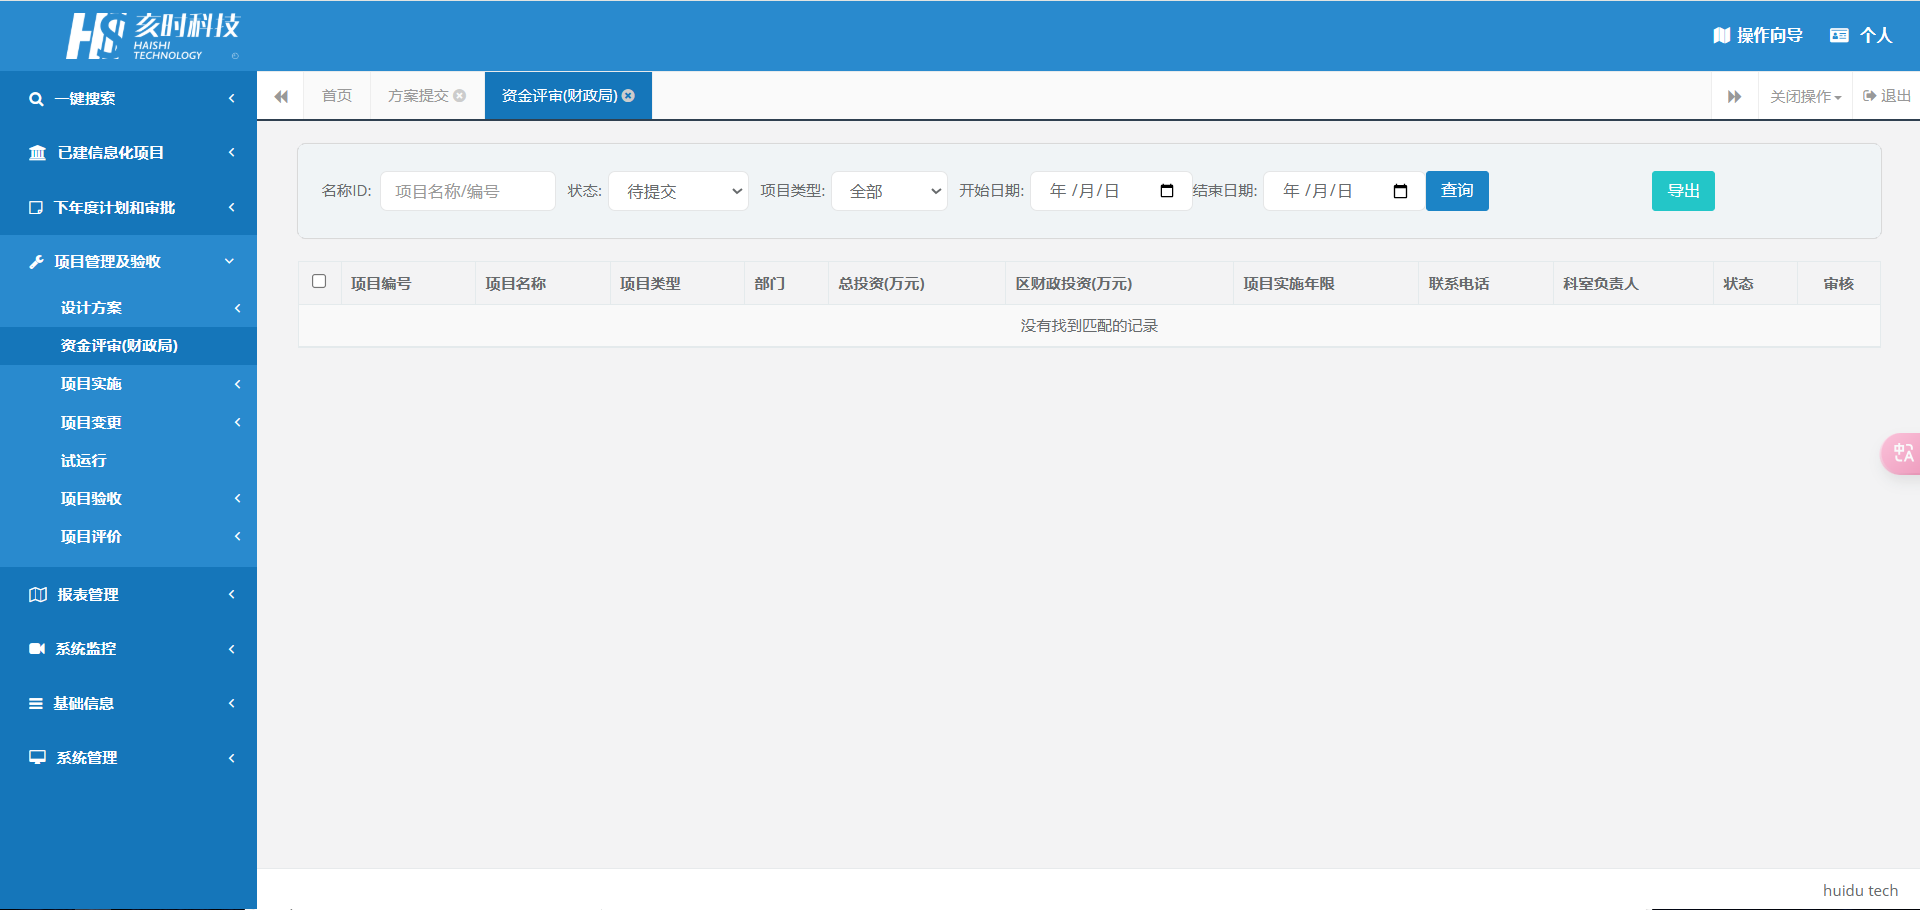 HS 亥时科技
HAISHI
TECHNOLOGY
操作向导 个人
一键搜索
已建信息化项目
下年度计划和审批
项目管理及验收
设计方案
资金评审(财政局)
项目实施
项目变更
试运行
项目验收
项目评价
报表管理
系统监控
基础信息
系统管理
首页 方案提交 资金评审(财政局) 关闭操作 退出
名称ID: 项目名称/编号 状态: 待提交 项目类型: 全部 开始日期: 年 /月/日 结束日期: 年 /月/日 查询 导出
项目编号 项目名称 项目类型 部门 总投资(万元) 区财政投资(万元) 项目实施年限 联系电话 科室负责人 状态 审核
没有找到匹配的记录
中A
huidu tech